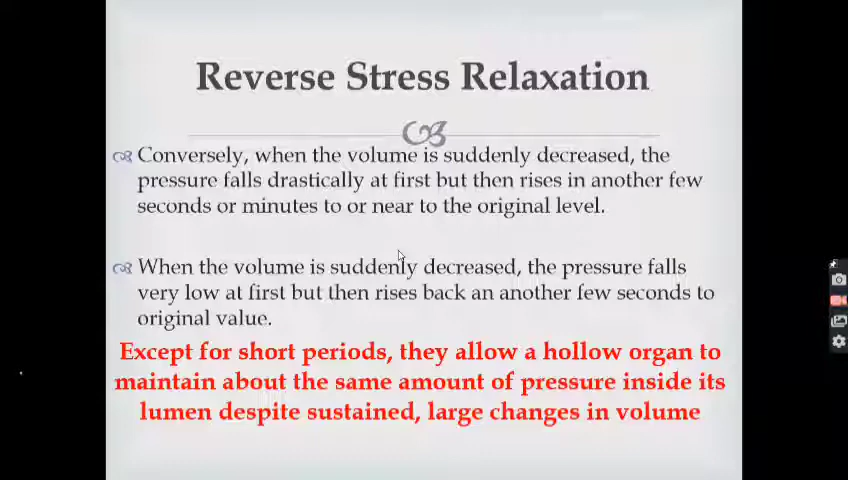 Reverse Stress Relaxation
Conversely, when the volume is suddenly decreased, the
pressure falls drastically at first but then rises in another few
seconds or minutes to or near to the original level.
When the volume is suddenly decreased, the pressure falls
very low at first but then rises back an another few seconds to
original value.
Except for short periods, they allow a hollow organ to
maintain about the same amount of pressure inside its
lumen despite sustained, large changes in volume